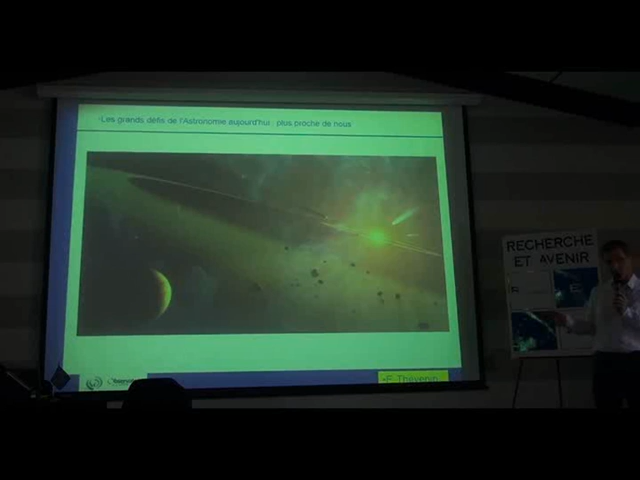 -Les grands défis de l'Astronomie aujourd'hui : plus proche de nous
RECHERCHE
ET AVENIR
-F. Thévenin